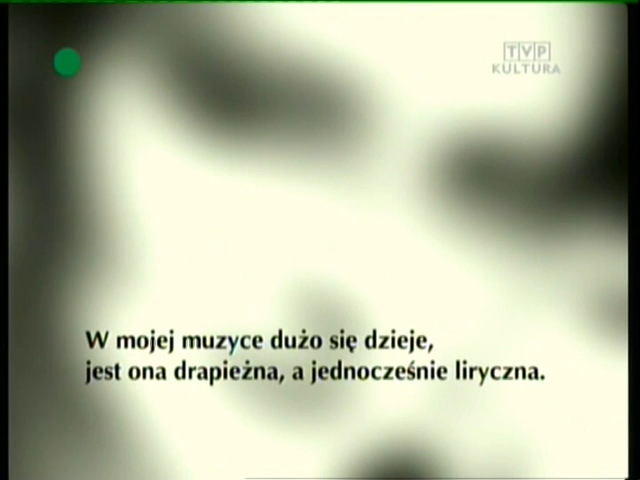 TVP
KULTURA
W mojej muzyce dużo się dzieje,
jest ona drapieżna, a jednocześnie liryczna.